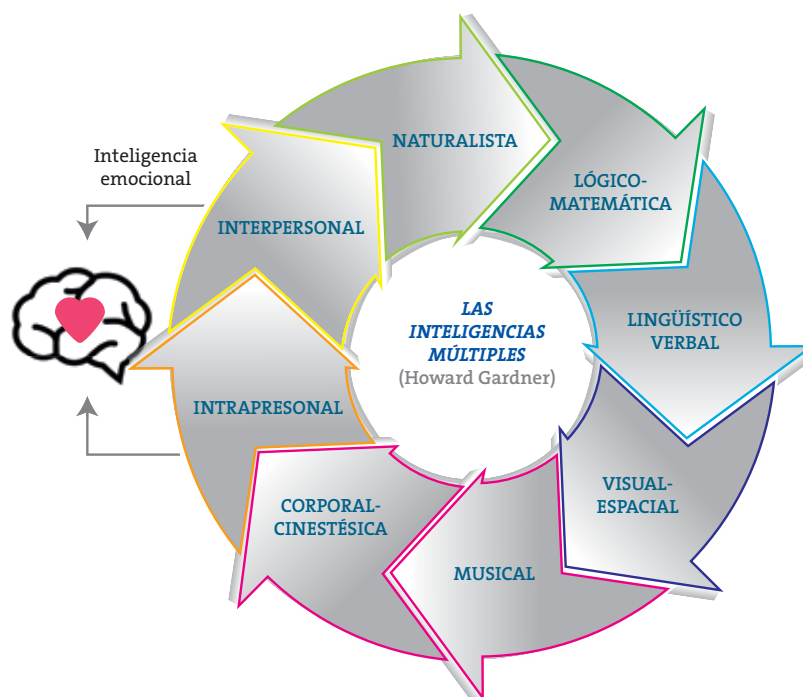 Inteligencia
emocional
NATURALISTA
LÓGICO-
MATEMÁTICA
LINGÜÍSTICO
VERBAL
VISUAL-
ESPACIAL
MUSICAL
CORPORAL-
CINESTÉSICA
INTRAPRESONAL
INTERPERSONAL
LAS
INTELIGENCIAS
MÚLTIPLES
(Howard Gardner)